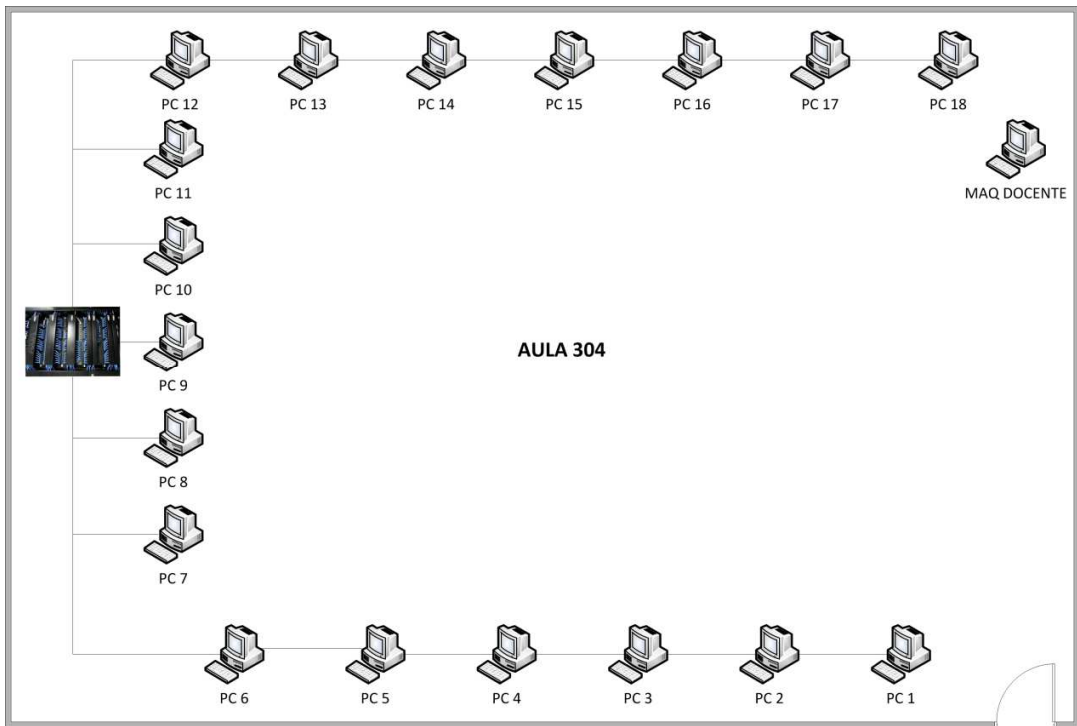 PC 12
PC 13
PC 14
PC 15
PC 16
PC 17
PC 18
PC 11
MAQ DOCENTE
PC 10
AULA 304
PC 9
PC 8
PC 7
PC 6
PC 5
PC 4
PC 3
PC 2
PC 1